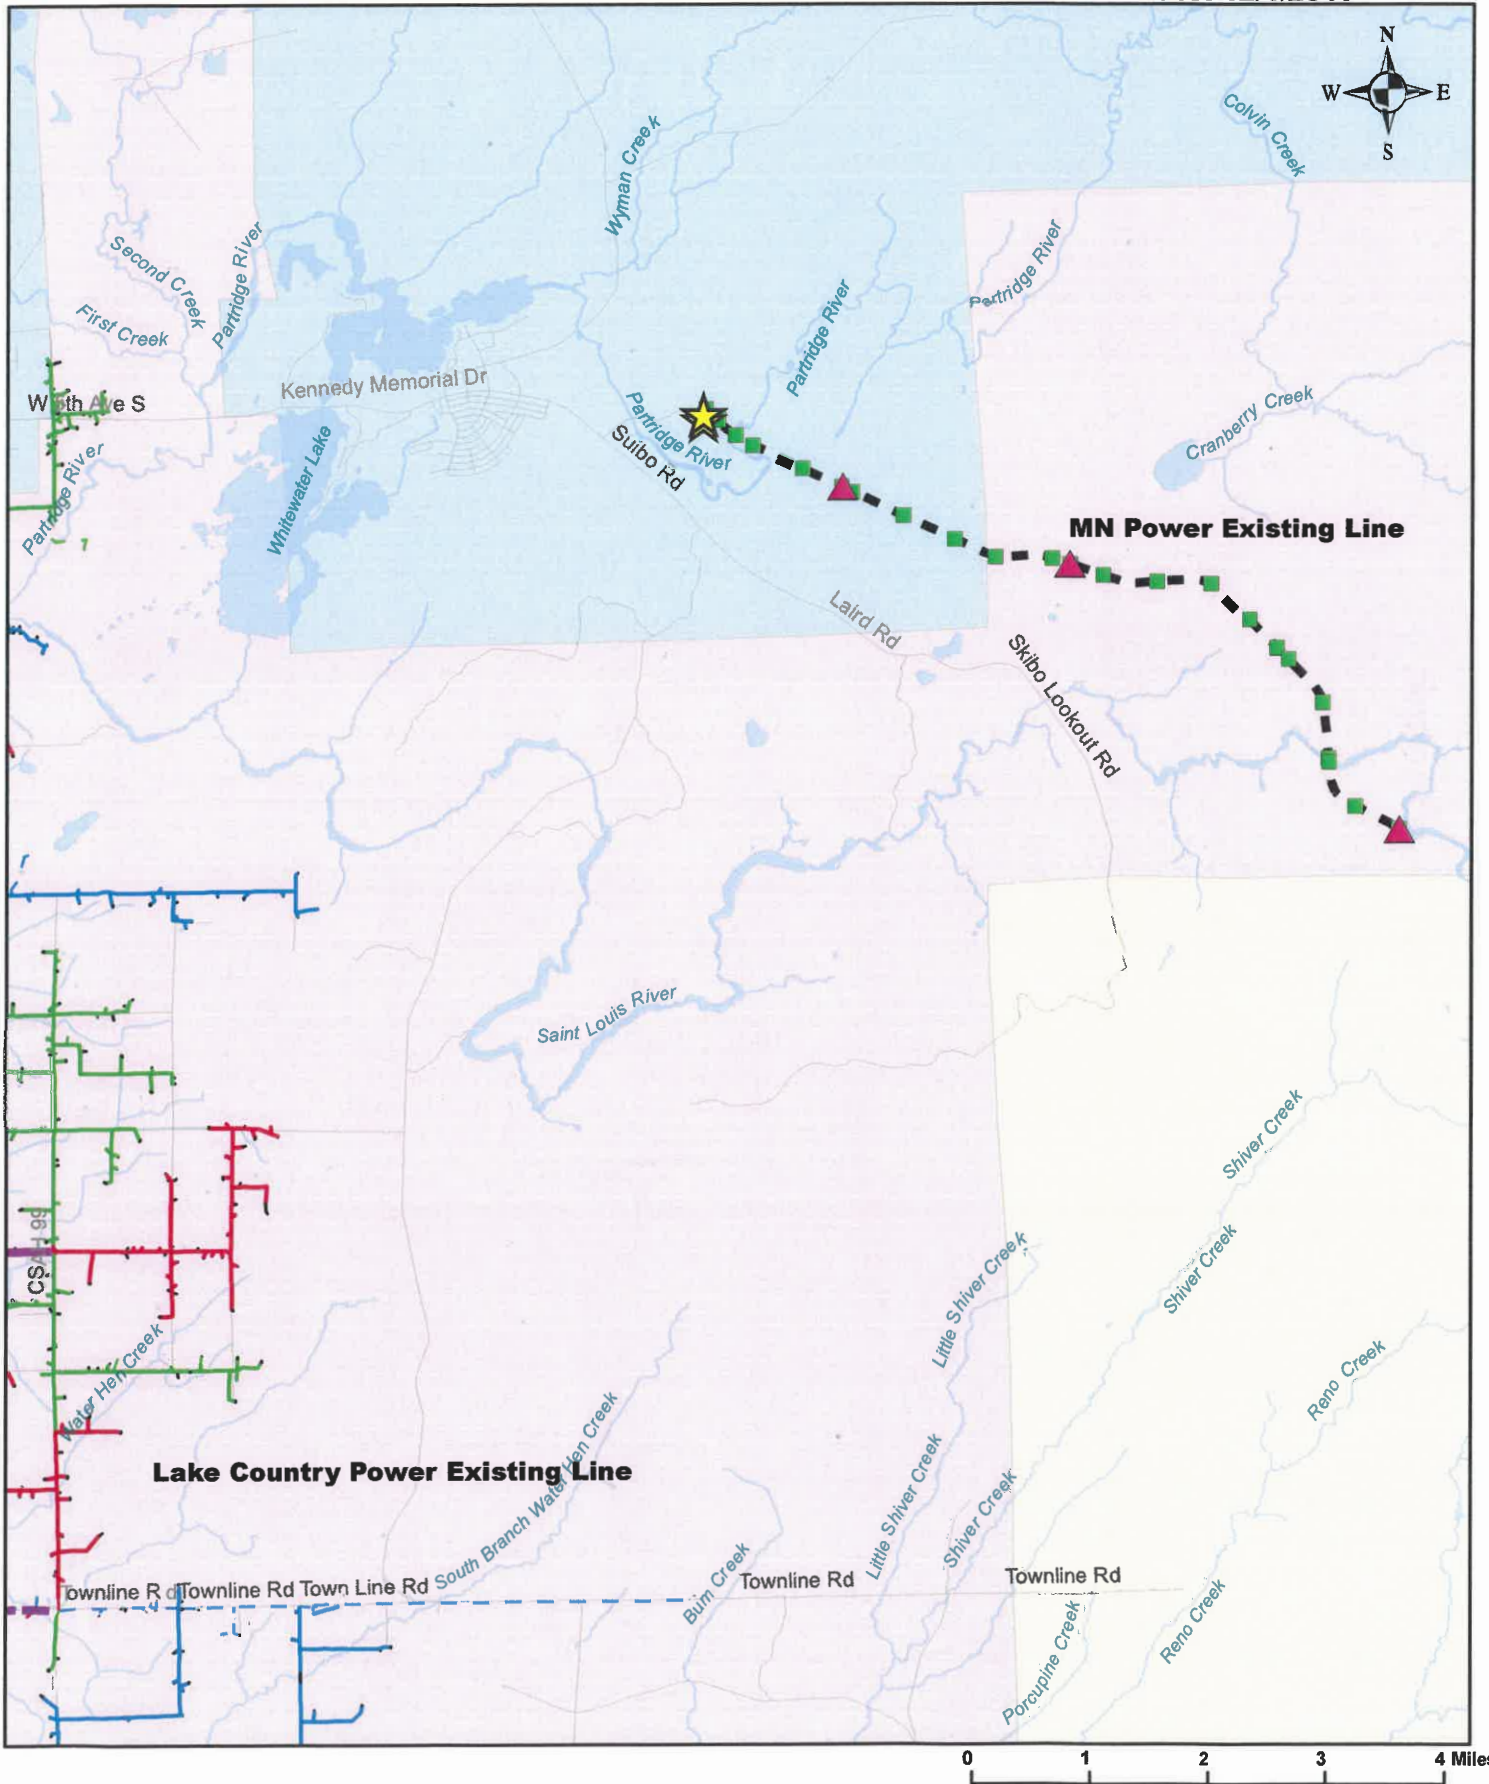 N
W E
S
Colvin Creek
Wyman Creek
Second Creek
Partridge River
Partridge River
First Creek
Partridge River
Kennedy Memorial Dr
Cranberry Creek
Partridge River
Suibo Rd
Partridge River
Whitewater Lake
MN Power Existing Line
Laird Rd
Skibo Lookout Rd
Saint Louis River
Shiver Creek
CSAH 99
Shiver Creek
Little Shiver Creek
Water Hen Creek
Reno Creek
Lake Country Power Existing Line
South Branch Water Hen Creek
Little Shiver Creek
Shiver Creek
ownline Rd
Townline Rd
Town Line Rd
Burn Creek
Townline Rd
Townline Rd
Reno Creek
Porcupine Creek
0 1 2 3 4 Miles